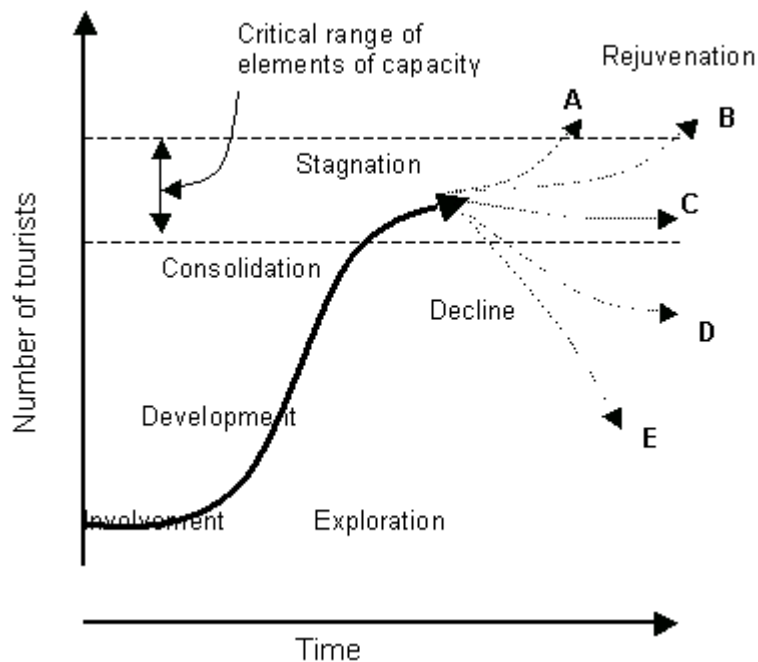 Critical range of
elements of capacity
Rejuvenation
A
B
Stagnation
C
Consolidation
Decline
D
Development
E
Involvement
Exploration
Number of tourists
Time